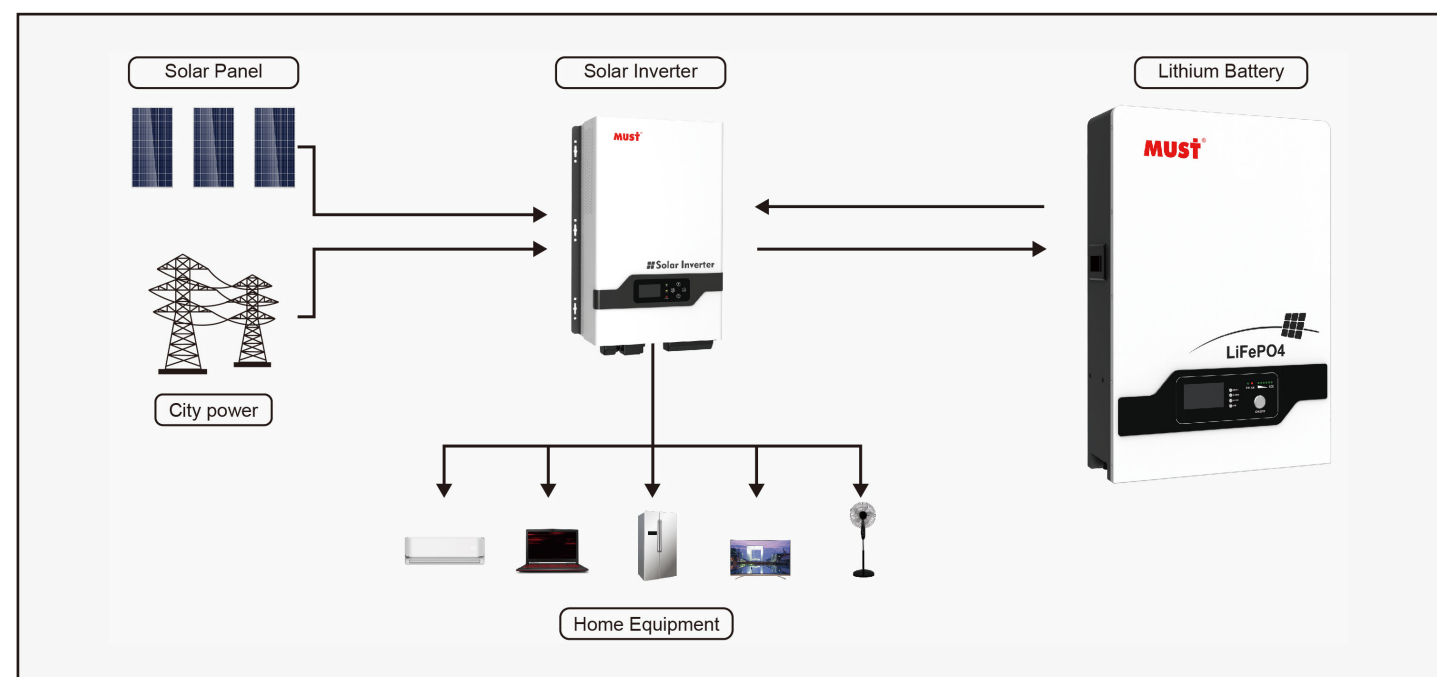 Solar Panel
Solar Inverter
Lithium Battery
MUST
MUST®
Solar Inverter
LiFePO4
City power
Home Equipment